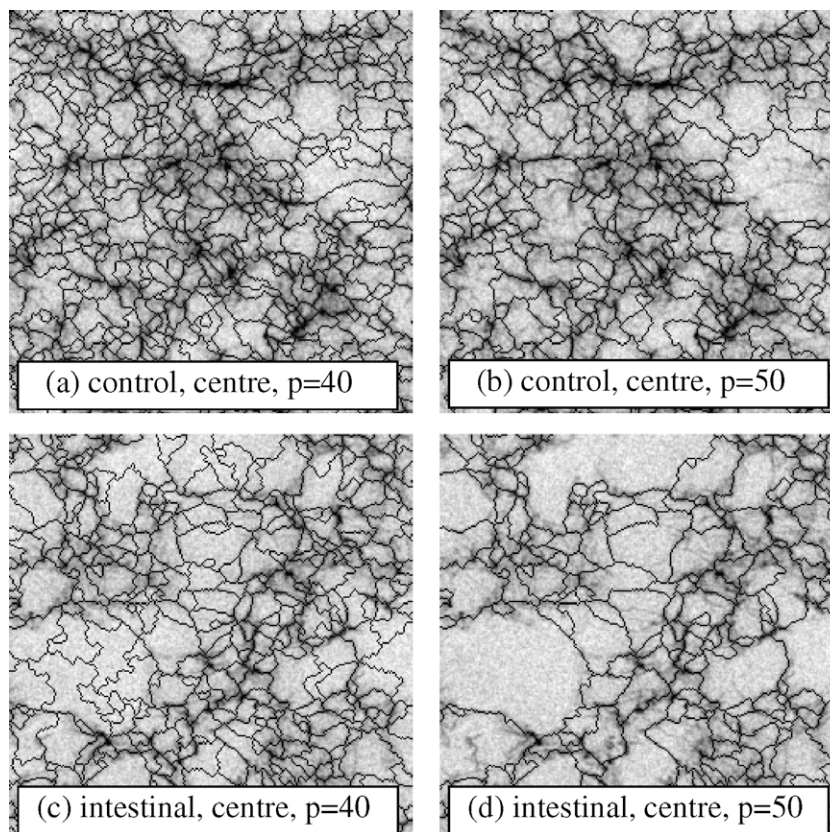 (a) control, centre, p=40
(b) control, centre, p=50
(c) intestinal, centre, p=40
(d) intestinal, centre, p=50